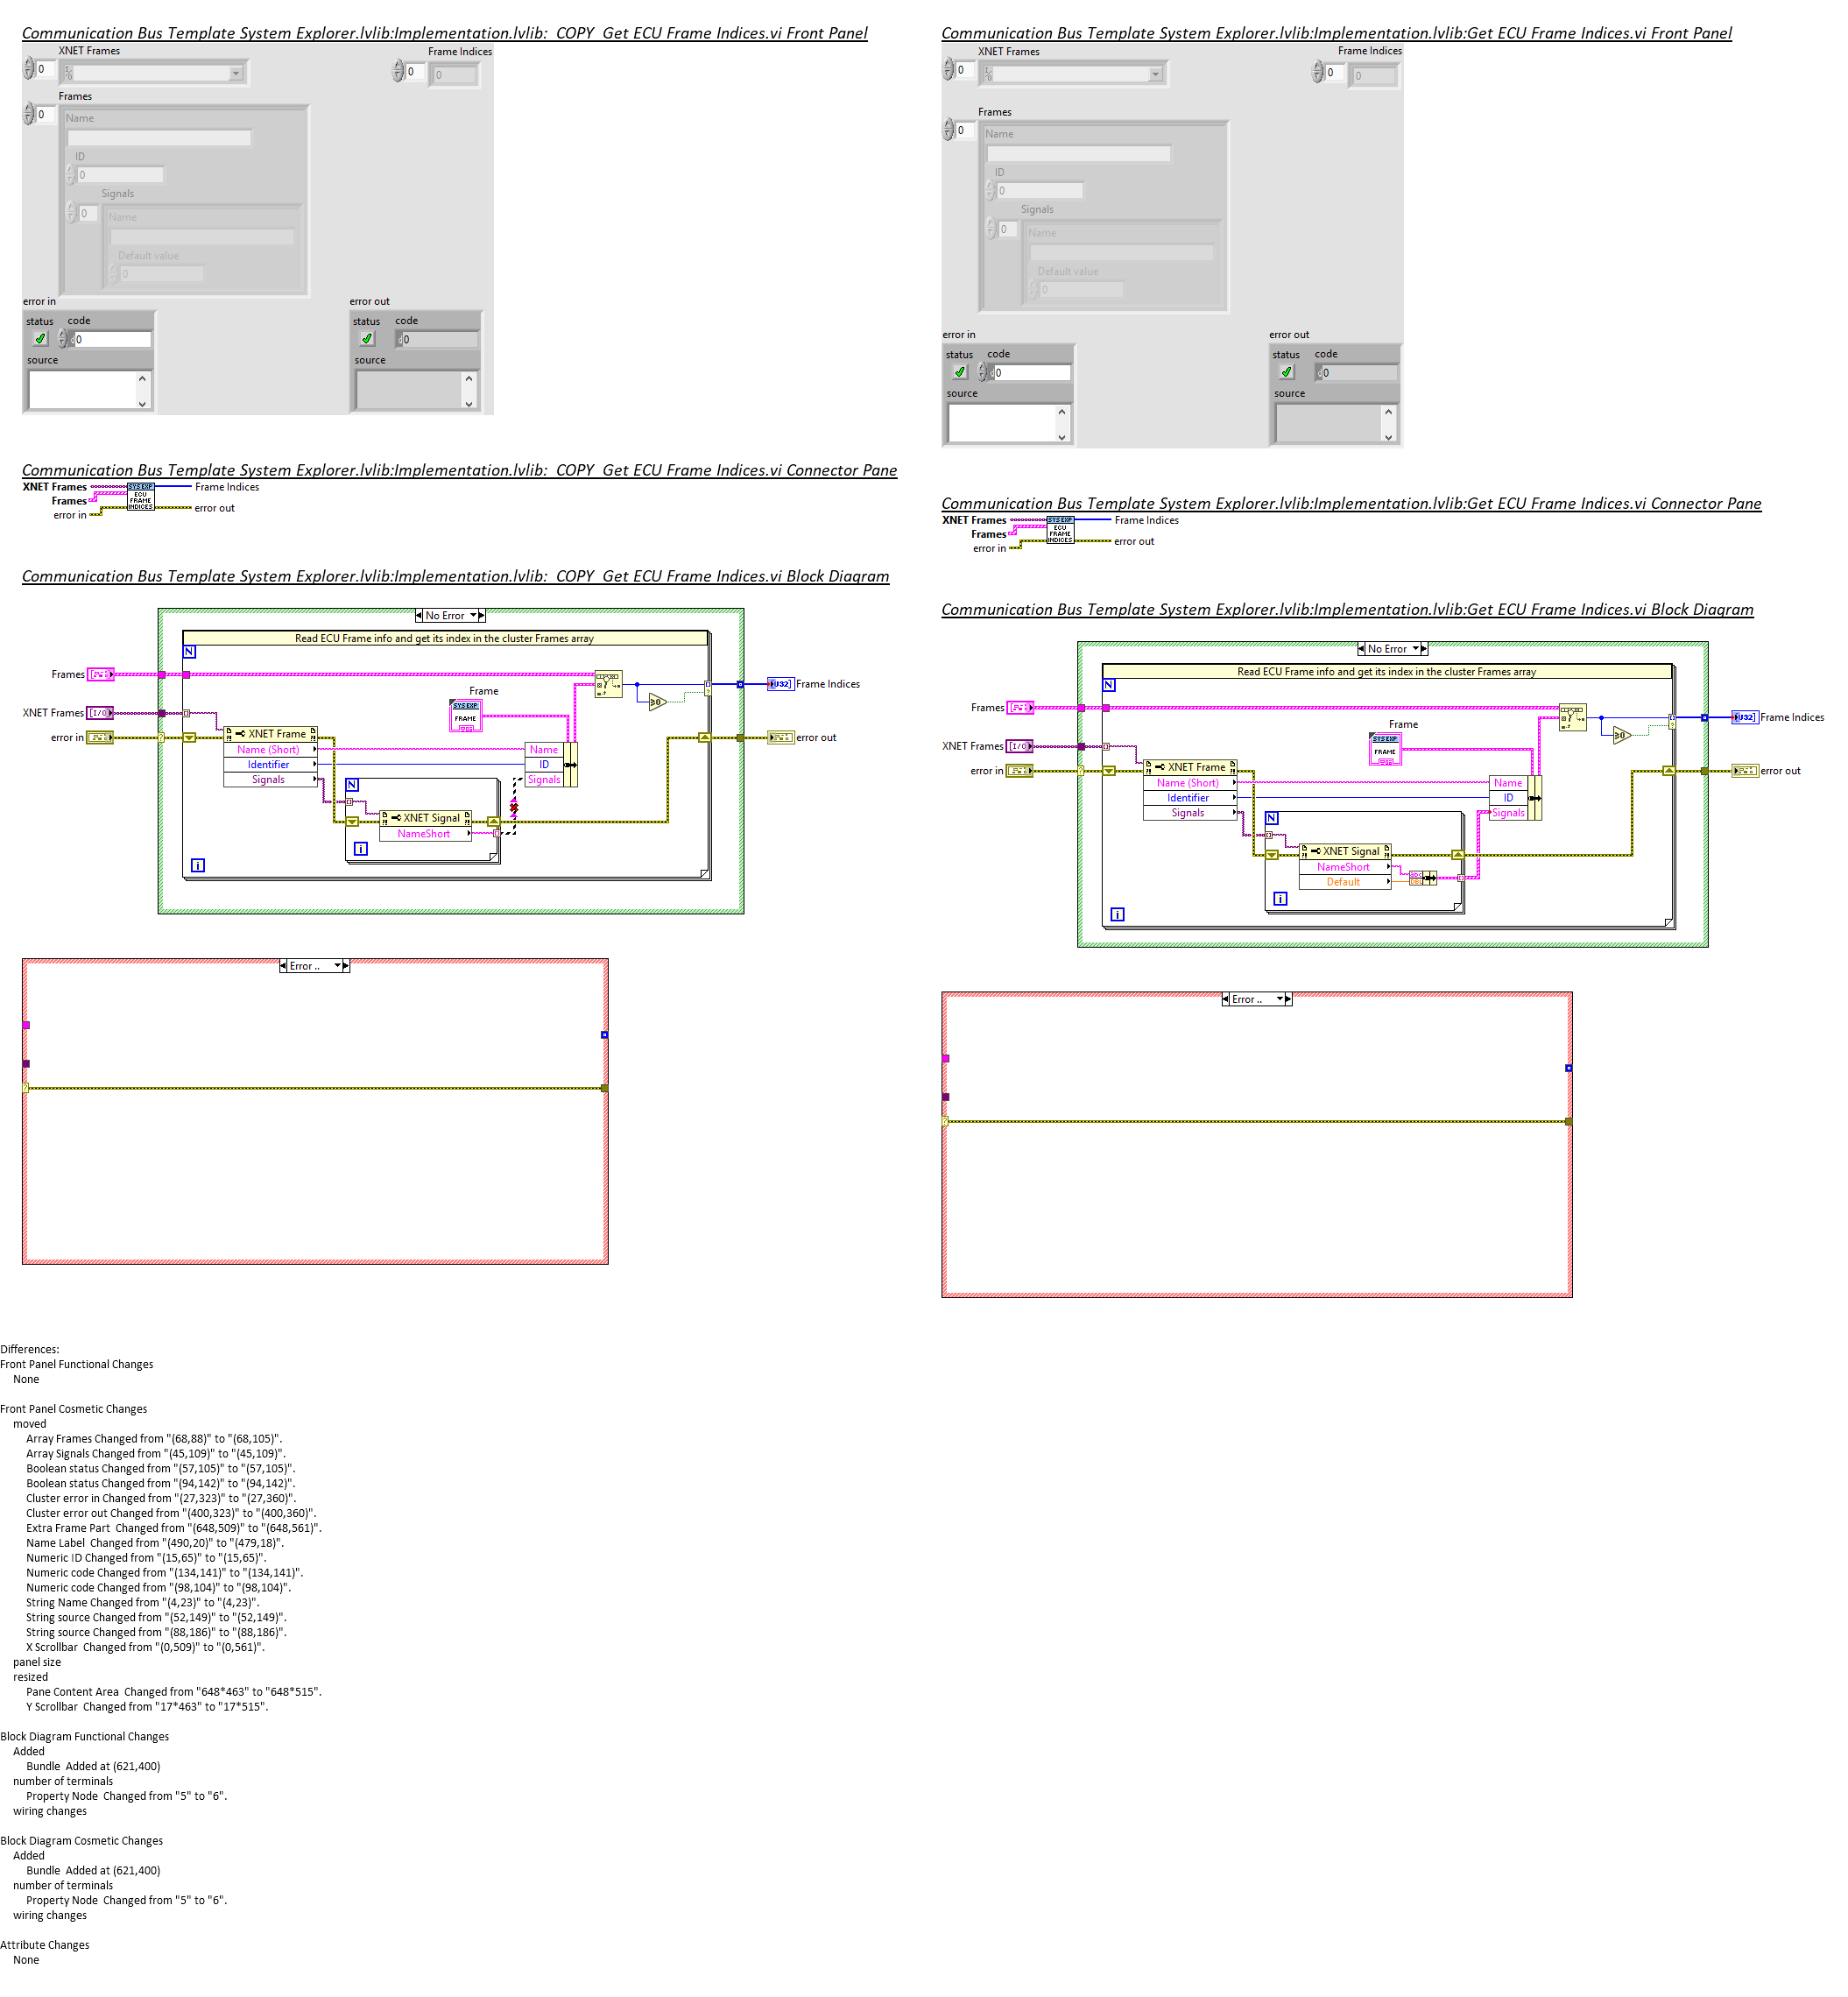 Communication Bus Template System Explorer.lvlib:Implementation.lvlib:  COPY  Get ECU Frame Indices.vi Front Panel
XNET Frames
Frame Indices
0
0
0
Frames
0
Name
ID
0
Signals
0
Name
Default value
0
error in
error out
status code
0
source
status code
0
source
Communication Bus Template System Explorer.lvlib:Implementation.lvlib:  COPY  Get ECU Frame Indices.vi Connector Pane
XNET Frames
Frames
error in
SYS EXP
ECU
FRAME
INDICES
Frame Indices
error out
Communication Bus Template System Explorer.lvlib:Implementation.lvlib:  COPY  Get ECU Frame Indices.vi Block Diagram
No Error
Read ECU Frame info and get its index in the cluster Frames array
N
Frames
XNET Frames
[I/O]
error in
Frame
SYS EXP
FRAME
≥0
U32]
Frame Indices
error out
XNET Frame
Name (Short)
Identifier
Signals
Name
ID
Signals
N
XNET Signal
NameShort
i
i
Error ..
Communication Bus Template System Explorer.lvlib:Implementation.lvlib:Get ECU Frame Indices.vi Front Panel
XNET Frames
Frame Indices
0
0
0
Frames
0
Name
ID
0
Signals
0
Name
Default value
0
error in
error out
status code
0
source
status code
0
source
Communication Bus Template System Explorer.lvlib:Implementation.lvlib:Get ECU Frame Indices.vi Connector Pane
XNET Frames
Frames
error in
SYS EXP
ECU
FRAME
INDICES
Frame Indices
error out
Communication Bus Template System Explorer.lvlib:Implementation.lvlib:Get ECU Frame Indices.vi Block Diagram
No Error
Read ECU Frame info and get its index in the cluster Frames array
N
Frames
XNET Frames
[I/O]
error in
Frame
SYS EXP
FRAME
≥0
U32]
Frame Indices
error out
XNET Frame
Name (Short)
Identifier
Signals
Name
ID
Signals
N
XNET Signal
NameShort
Default
i
i
Error ..
Differences:
Front Panel Functional Changes
None
Front Panel Cosmetic Changes
moved
Array Frames Changed from "(68,88)" to "(68,105)".
Array Signals Changed from "(45,109)" to "(45,109)".
Boolean status Changed from "(57,105)" to "(57,105)".
Boolean status Changed from "(94,142)" to "(94,142)".
Cluster error in Changed from "(27,323)" to "(27,360)".
Cluster error out Changed from "(400,323)" to "(400,360)".
Extra Frame Part  Changed from "(648,509)" to "(648,561)".
Name Label  Changed from "(490,20)" to "(479,18)".
Numeric ID Changed from "(15,65)" to "(15,65)".
Numeric code Changed from "(134,141)" to "(134,141)".
Numeric code Changed from "(98,104)" to "(98,104)".
String Name Changed from "(4,23)" to "(4,23)".
String source Changed from "(52,149)" to "(52,149)".
String source Changed from "(88,186)" to "(88,186)".
X Scrollbar  Changed from "(0,509)" to "(0,561)".
panel size
resized
Pane Content Area  Changed from "648*463" to "648*515".
Y Scrollbar  Changed from "17*463" to "17*515".
Block Diagram Functional Changes
Added
Bundle  Added at (621,400)
number of terminals
Property Node  Changed from "5" to "6".
wiring changes
Block Diagram Cosmetic Changes
Added
Bundle  Added at (621,400)
number of terminals
Property Node  Changed from "5" to "6".
wiring changes
Attribute Changes
None